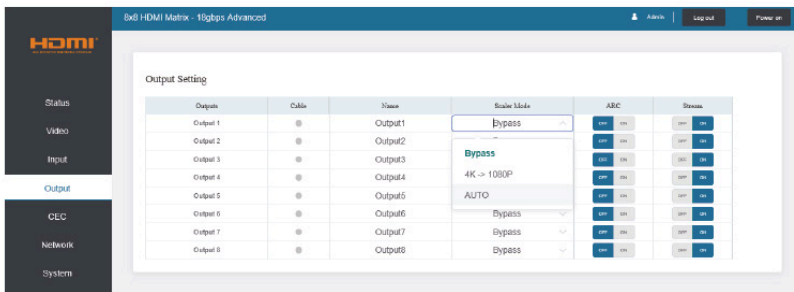 8x8 HDMI Matrix - 18gbps Advanced
Admin
Log out
Power on
HDMI
Status
Video
Input
Output
CEC
Network
System
Output Setting
Outputs Cable Name Scaler Mode ARC Stream
Output 1 Output1 Bypass OFF ON OFF ON
Output 2 Output2 OFF ON OFF ON
Output 3 Output3 OFF ON OFF ON
Output 4 Output4 OFF ON OFF ON
Output 5 Output5 OFF ON OFF ON
Output 6 Output6 Bypass OFF ON OFF ON
Output 7 Output7 Bypass OFF ON OFF ON
Output 8 Output8 Bypass OFF ON OFF ON
Bypass
4K -> 1080P
AUTO